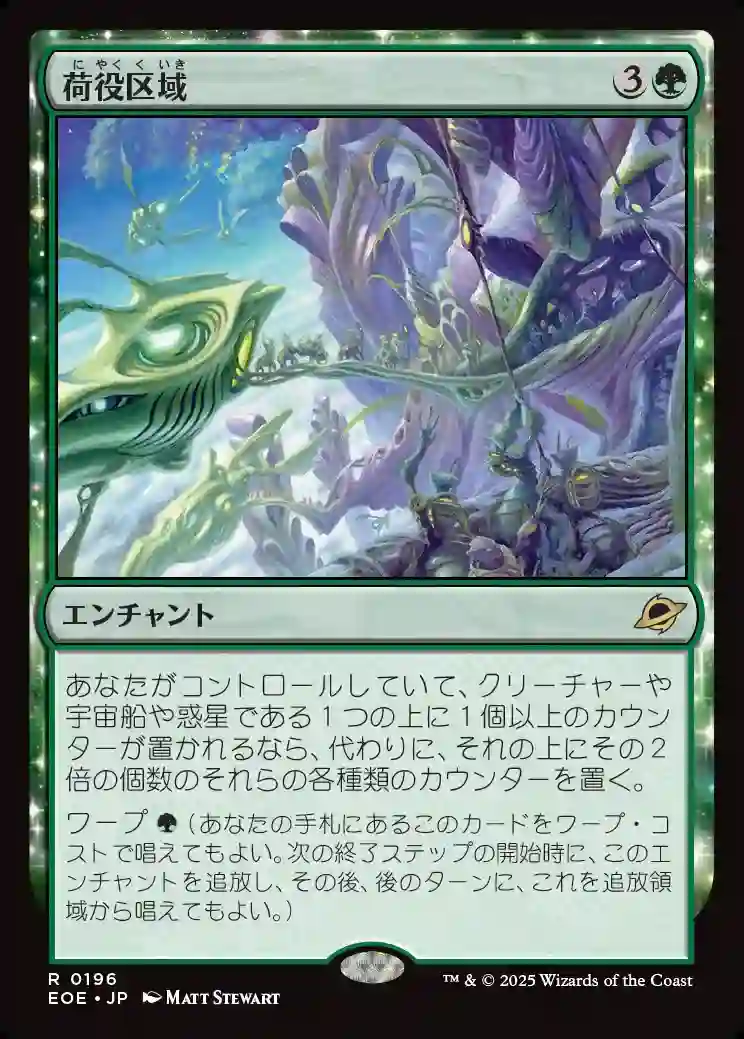 に やく く いき
荷役区域
3
エンチャント
あなたがコントロールしていて、クリーチャーや
宇宙船や惑星である１つの上に１個以上のカウン
ターが置かれるなら、代わりに、それの上にその２
倍の個数のそれらの各種類のカウンターを置く。
ワープ（あなたの手札にあるこのカードをワープ・コ
ストで唱えてもよい。次の終了ステップの開始時に、このエ
ンチャントを追放し、その後、後のターンに、これを追放領
域から唱えてもよい。）
R 0196
EOE • JP MATT STEWART
™ & © 2025 Wizards of the Coast